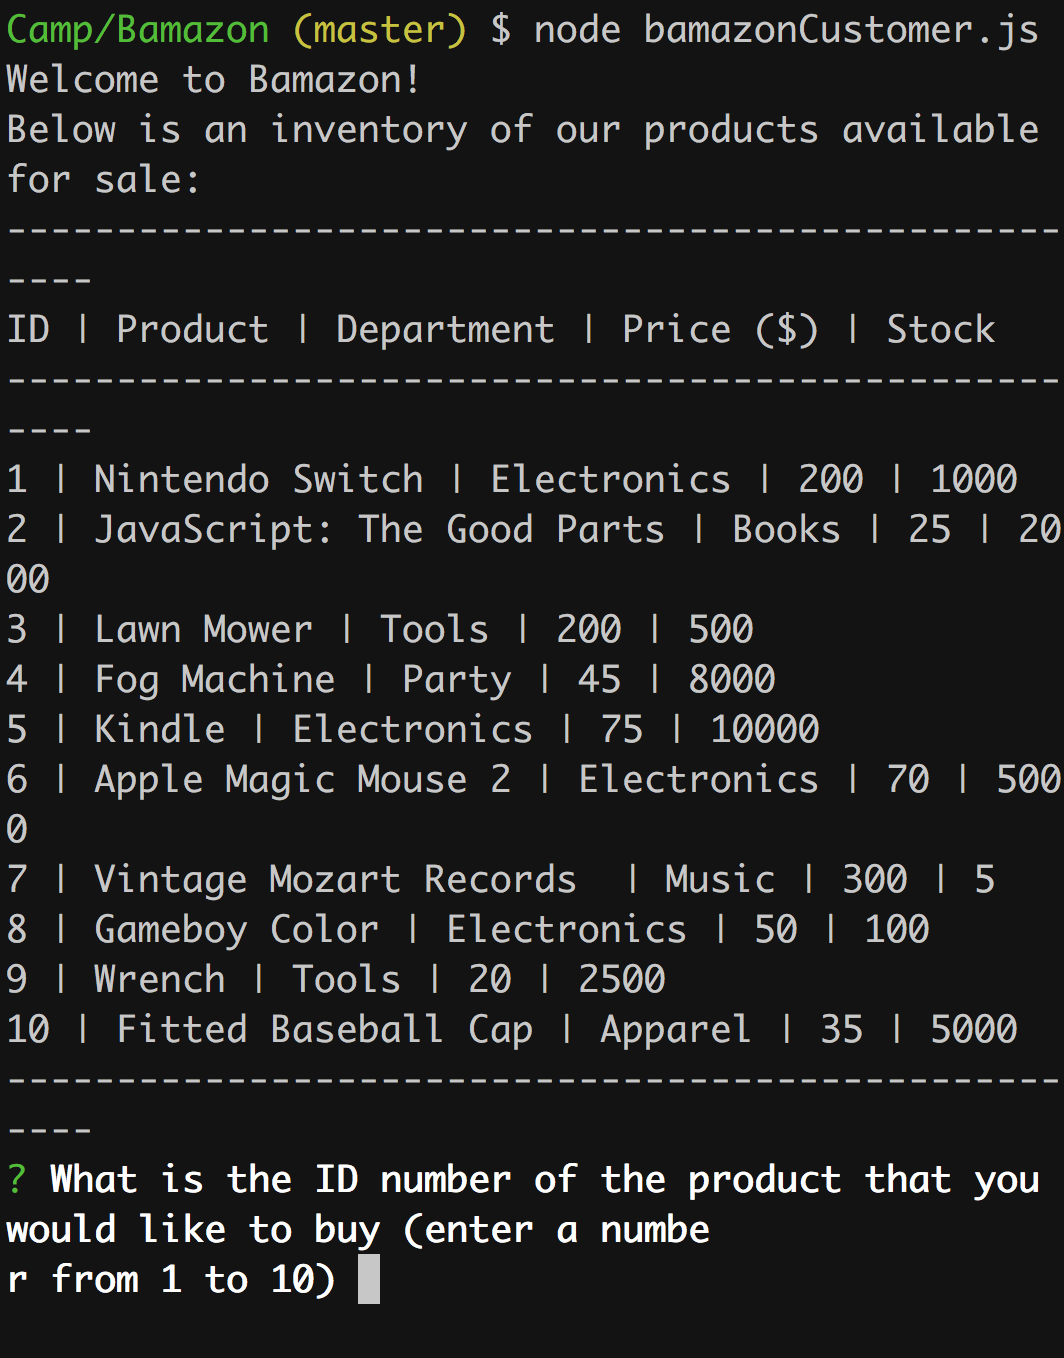 Camp/Bamazon (master) $ node bamazonCustomer.js
Welcome to Bamazon!
Below is an inventory of our products available
for sale:
------------------------------------------------
----
ID | Product | Department | Price ($) | Stock
------------------------------------------------
----
1 | Nintendo Switch | Electronics | 200 | 1000
2 | JavaScript: The Good Parts | Books | 25 | 20
00
3 | Lawn Mower | Tools | 200 | 500
4 | Fog Machine | Party | 45 | 8000
5 | Kindle | Electronics | 75 | 10000
6 | Apple Magic Mouse 2 | Electronics | 70 | 500
0
7 | Vintage Mozart Records  | Music | 300 | 5
8 | Gameboy Color | Electronics | 50 | 100
9 | Wrench | Tools | 20 | 2500
10 | Fitted Baseball Cap | Apparel | 35 | 5000
------------------------------------------------
----
? What is the ID number of the product that you
would like to buy (enter a numbe
r from 1 to 10)